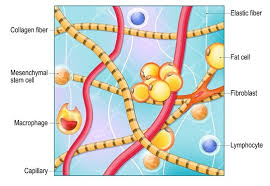 Collagen fiber
Mesenchymal
stem cell
Macrophage
Capillary
Elastic fiber
Fat cell
Fibroblast
Lymphocyte